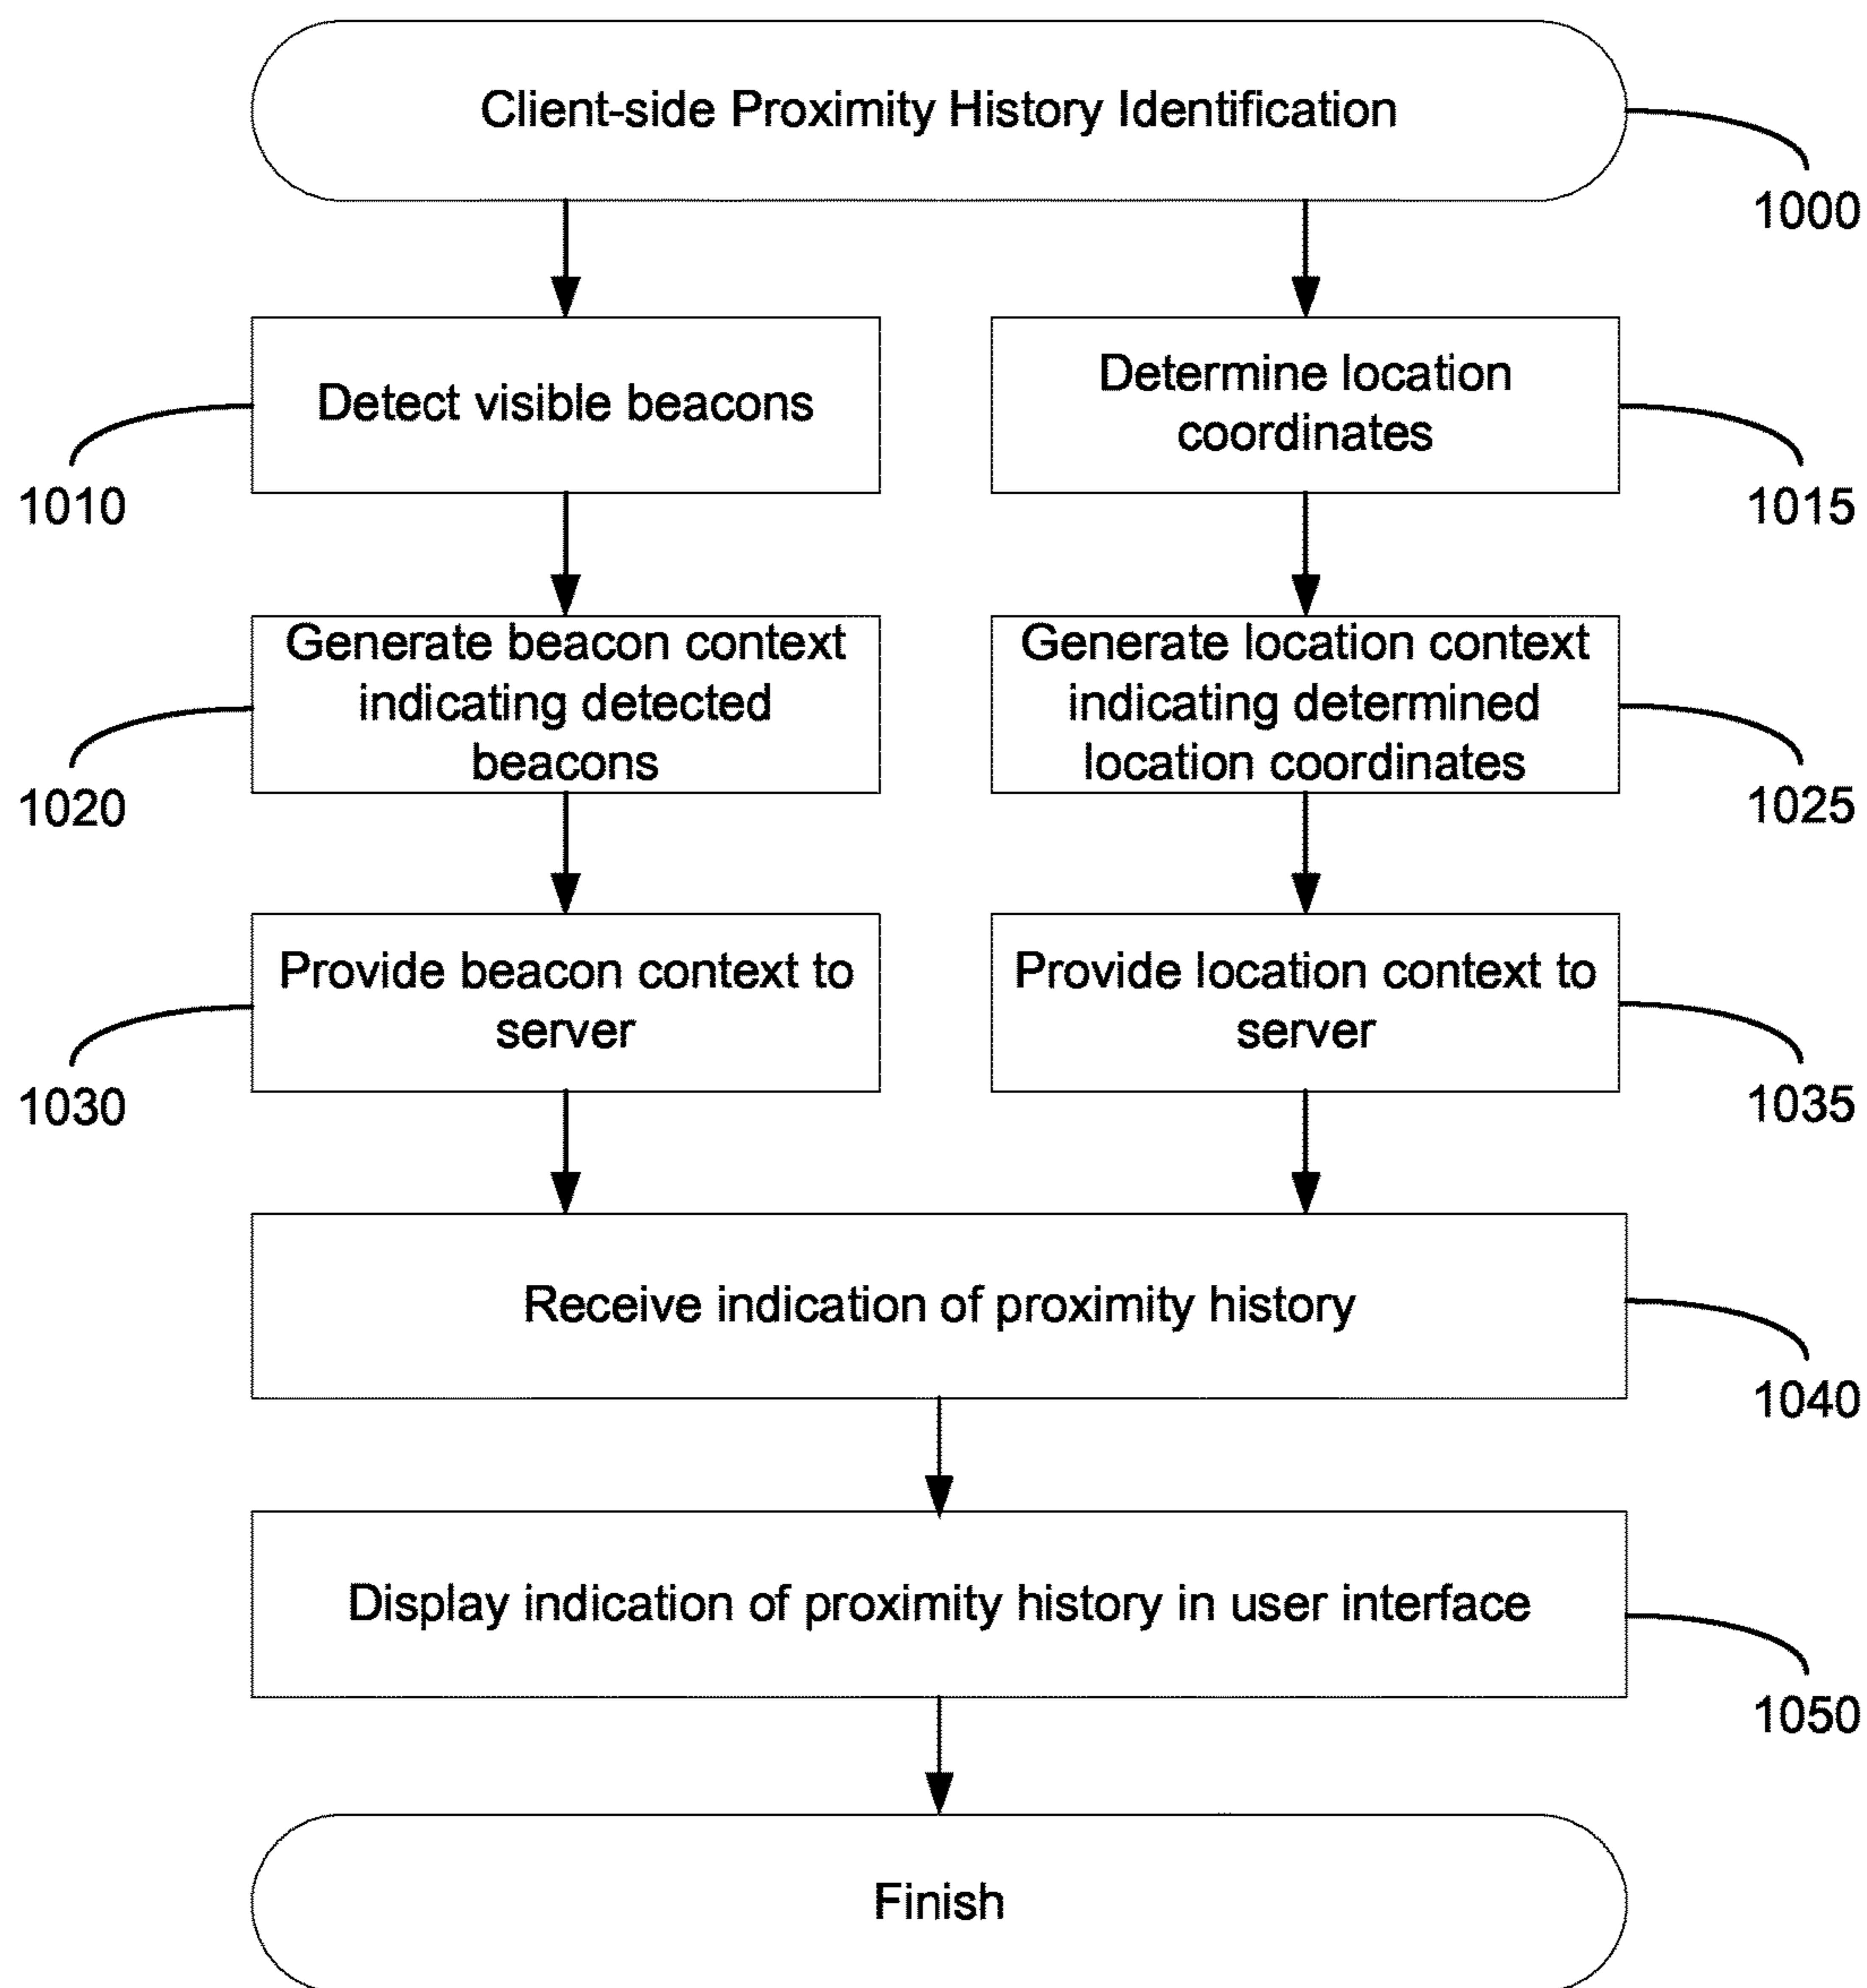 Client-side Proximity History Identification
1000
Detect visible beacons
1010
Determine location
coordinates
1015
Generate beacon context
indicating detected
beacons
1020
Generate location context
indicating determined
location coordinates
1025
Provide beacon context to
server
1030
Provide location context to
server
1035
Receive indication of proximity history
1040
Display indication of proximity history in user interface
1050
Finish